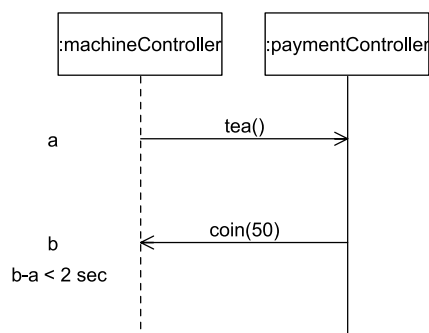 :machineController
:paymentController
a
tea()
b
coin(50)
b-a < 2 sec